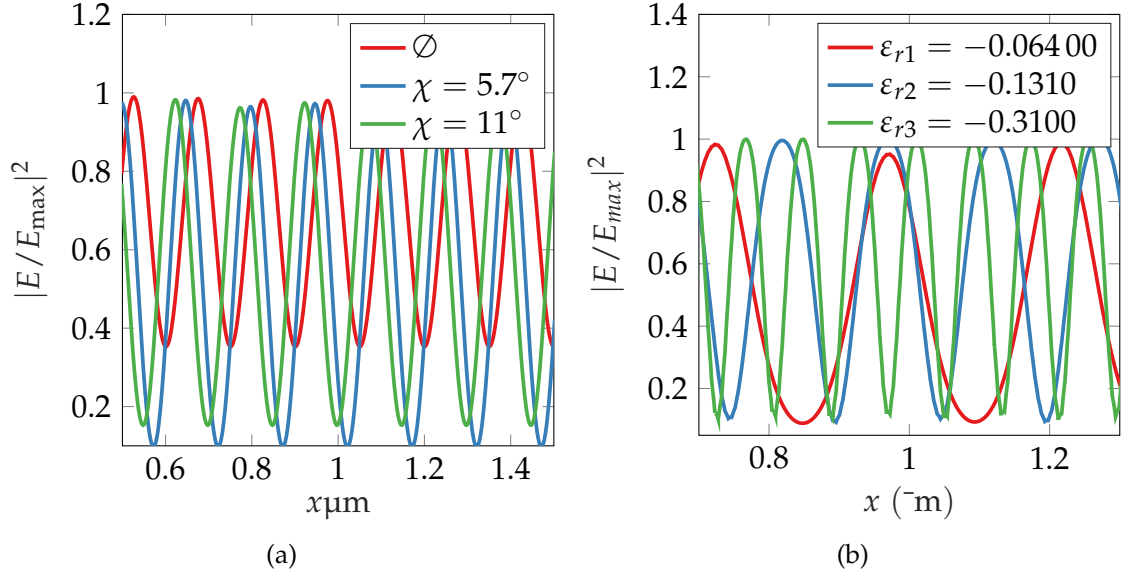 1.2
1
0.8
0.6
0.4
0.2
|E/E_max|²
∅
χ = 5.7°
χ = 11°
0.6 0.8 1 1.2 1.4
xμm
(a)
1.4
1.2
1
0.8
0.6
0.4
0.2
|E/E_max|²
ε_r1 = −0.064 00
ε_r2 = −0.1310
ε_r3 = −0.3100
0.8 1 1.2
x (¯m)
(b)